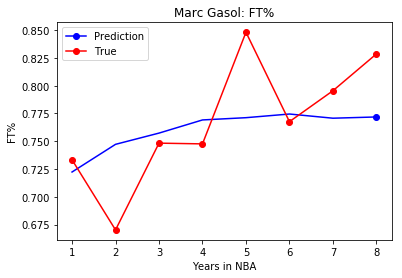 Marc Gasol: FT%
Prediction
True
0.850
0.825
0.800
0.775
0.750
0.725
0.700
0.675
FT%
1 2 3 4 5 6 7 8
Years in NBA